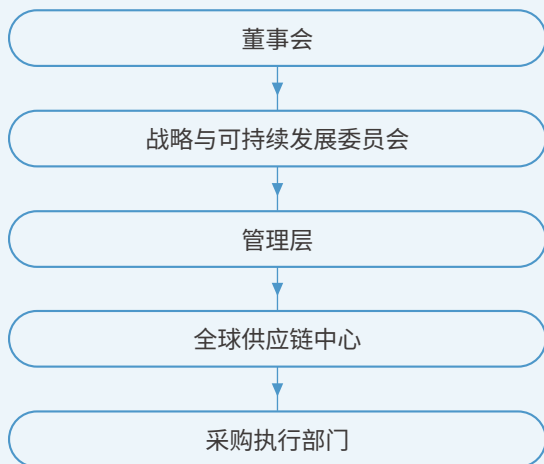 董事会
战略与可持续发展委员会
管理层
全球供应链中心
采购执行部门